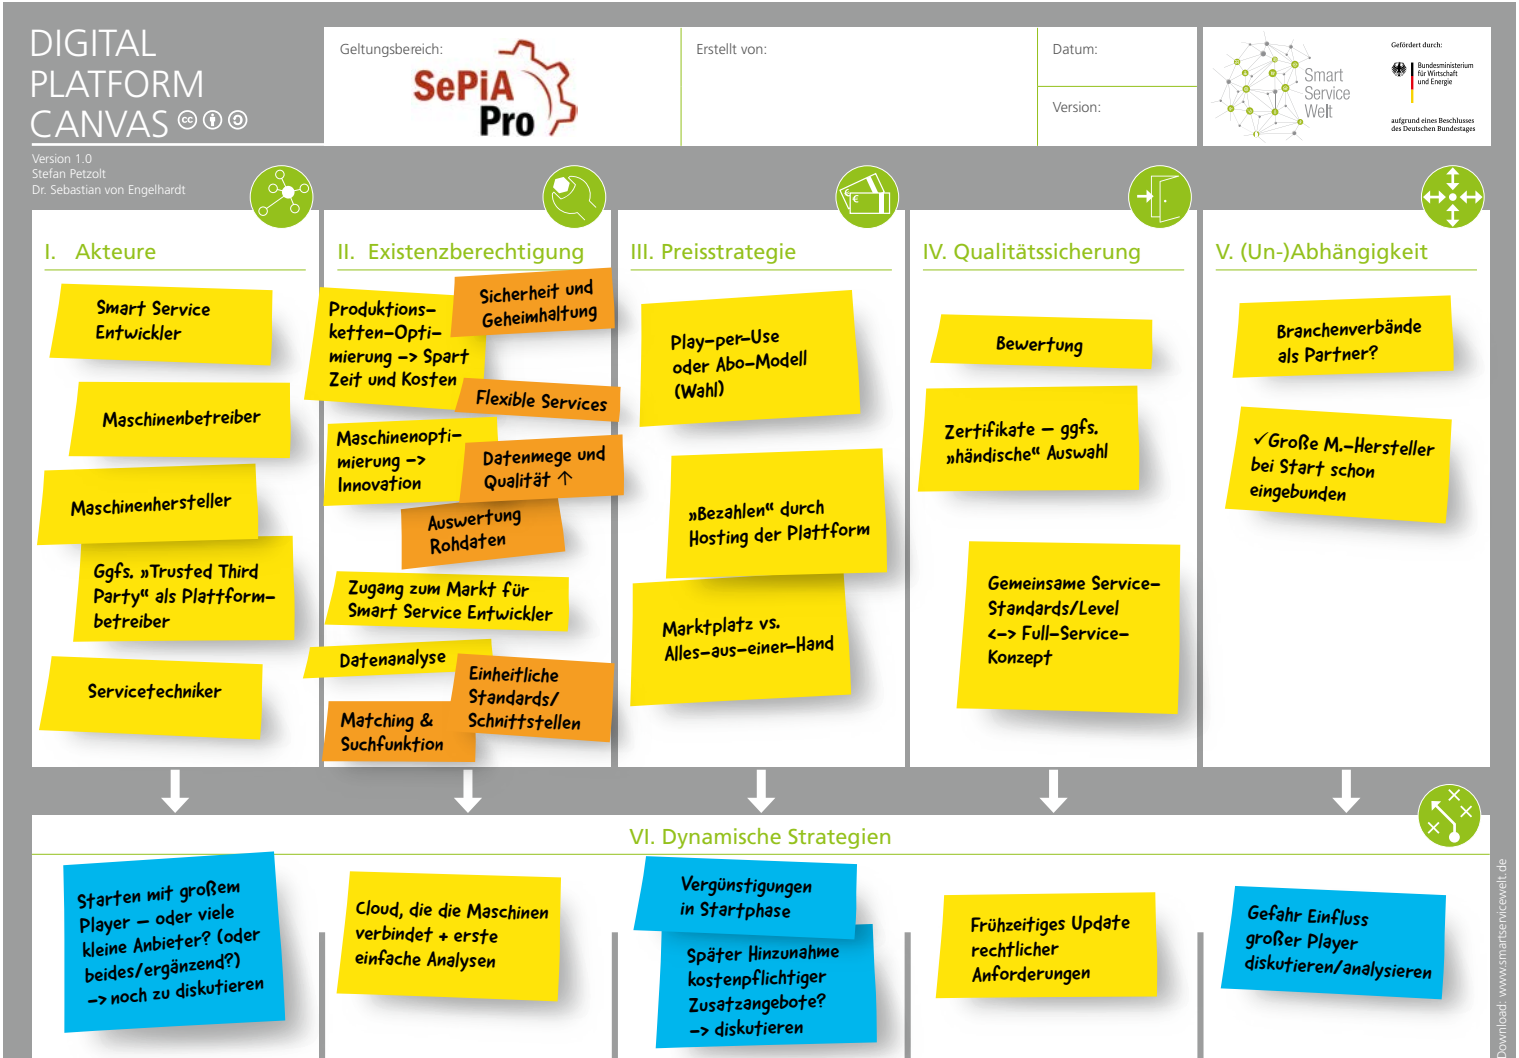 DIGITAL
PLATFORM
CANVAS
Version 1.0
Stefan Petzolt
Dr. Sebastian von Engelhardt
Geltungsbereich:
SePiA
Pro
Erstellt von:
Datum:
Version:
Smart
Service
Welt
Gefördert durch:
Bundesministerium
für Wirtschaft
und Energie
aufgrund eines Beschlusses
des Deutschen Bundestages
I. Akteure
Smart Service
Entwickler
Maschinenbetreiber
Maschinenhersteller
Ggfs. »Trusted Third
Party« als Plattform-
betreiber
Servicetechniker
II. Existenzberechtigung
Produktions-
ketten-Opti-
mierung -> Spart
Zeit und Kosten
Sicherheit und
Geheimhaltung
Flexible Services
Maschinenopti-
mierung ->
Innovation
Datenmege und
Qualität ↑
Auswertung
Rohdaten
Zugang zum Markt für
Smart Service Entwickler
Datenanalyse
Einheitliche
Standards/
Schnittstellen
Matching &
Suchfunktion
III. Preisstrategie
Play-per-Use
oder Abo-Modell
(Wahl)
»Bezahlen« durch
Hosting der Plattform
Marktplatz vs.
Alles-aus-einer-Hand
IV. Qualitätssicherung
Bewertung
Zertifikate – ggfs.
»händische« Auswahl
Gemeinsame Service-
Standards/Level
<-> Full-Service-
Konzept
V. (Un-)Abhängigkeit
Branchenverbände
als Partner?
✓Große M.-Hersteller
bei Start schon
eingebunden
VI. Dynamische Strategien
Starten mit großem
Player – oder viele
kleine Anbieter? (oder
beides/ergänzend?)
-> noch zu diskutieren
Cloud, die die Maschinen
verbindet + erste
einfache Analysen
Vergünstigungen
in Startphase
Später Hinzunahme
kostenpflichtiger
Zusatzangebote?
-> diskutieren
Frühzeitiges Update
rechtlicher
Anforderungen
Gefahr Einfluss
großer Player
diskutieren/analysieren
Download: www.smartservicewelt.de